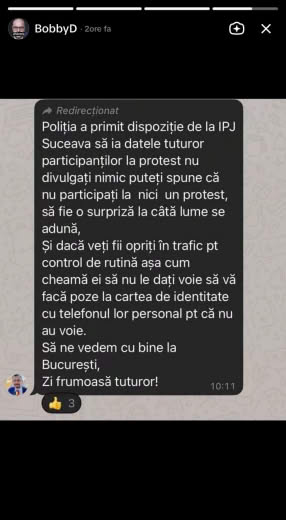 BobbyD · 2ore fa
Redirecționat
Poliția a primit dispoziție de la IPJ
Suceava să ia datele tuturor
participanților la protest nu
divulgați nimic puteți spune că
nu participați la  nici  un protest,
să fie o surpriză la câtă lume se
adună,
Și dacă veți fii opriți în trafic pt
control de rutină așa cum
cheamă ei să nu le dați voie să vă
facă poze la cartea de identitate
cu telefonul lor personal pt că nu
au voie.
Să ne vedem cu bine la
București,
Zi frumoasă tuturor!
10:11
👍 3